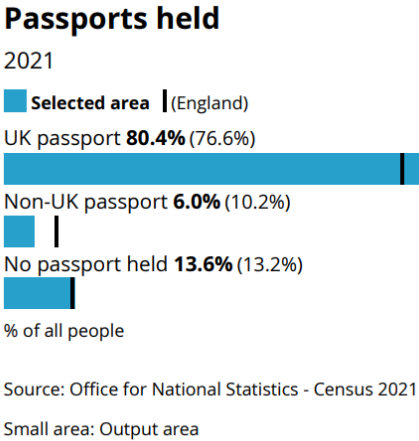 Passports held
2021
Selected area (England)
UK passport 80.4% (76.6%)
Non-UK passport 6.0% (10.2%)
No passport held 13.6% (13.2%)
% of all people
Source: Office for National Statistics - Census 2021
Small area: Output area